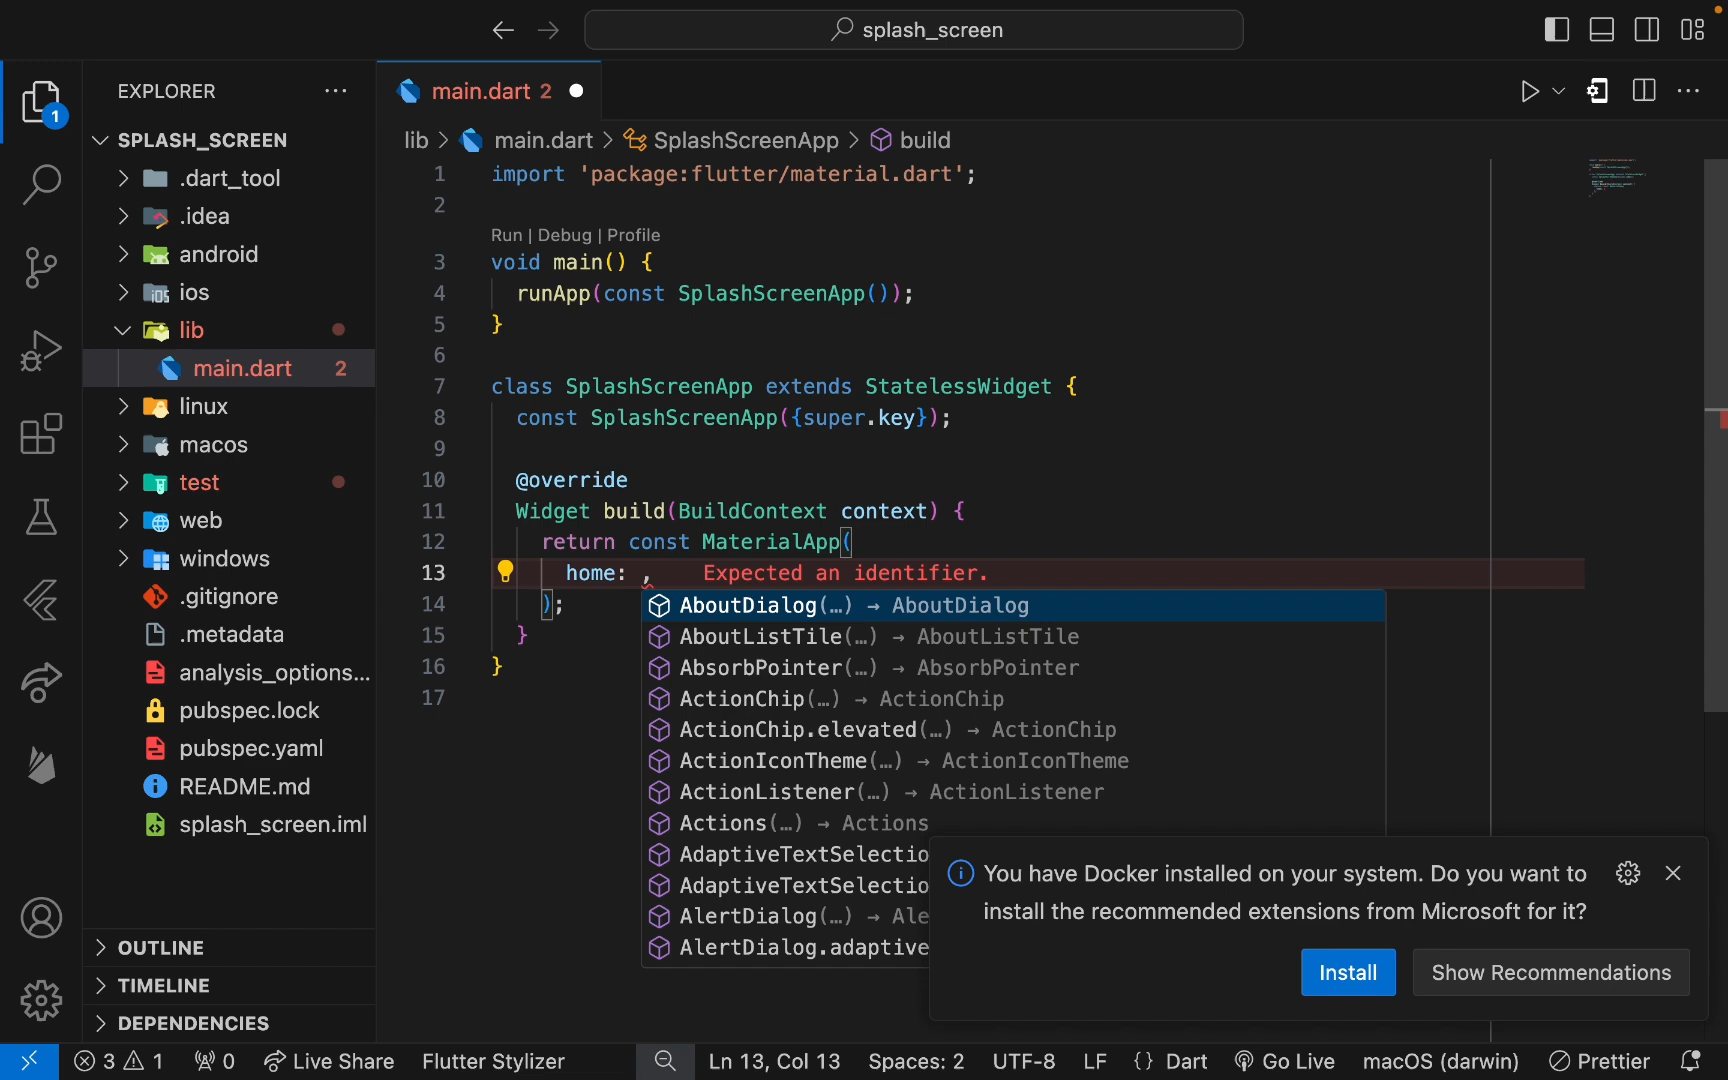 splash_screen
EXPLORER
1
SPLASH_SCREEN
.dart_tool
.idea
android
ios
lib
main.dart 2
linux
macos
test
web
windows
.gitignore
.metadata
analysis_options...
pubspec.lock
pubspec.yaml
README.md
splash_screen.iml
OUTLINE
TIMELINE
DEPENDENCIES
main.dart 2
lib > main.dart > SplashScreenApp > build
1 import 'package:flutter/material.dart';
2
Run | Debug | Profile
3 void main() {
4 runApp(const SplashScreenApp());
5 }
6
7 class SplashScreenApp extends StatelessWidget {
8 const SplashScreenApp({super.key});
9
10 @override
11 Widget build(BuildContext context) {
12 return const MaterialApp(
13 home: , Expected an identifier.
14 );
15 }
16 }
17
AboutDialog(…) → AboutDialog
AboutListTile(…) → AboutListTile
AbsorbPointer(…) → AbsorbPointer
ActionChip(…) → ActionChip
ActionChip.elevated(…) → ActionChip
ActionIconTheme(…) → ActionIconTheme
ActionListener(…) → ActionListener
Actions(…) → Actions
AdaptiveTextSelectio
AdaptiveTextSelectio
AlertDialog(…) → Ale
AlertDialog.adaptive
You have Docker installed on your system. Do you want to
install the recommended extensions from Microsoft for it?
Install
Show Recommendations
3 1 0 Live Share Flutter Stylizer Ln 13, Col 13 Spaces: 2 UTF-8 LF {} Dart Go Live macOS (darwin) Prettier